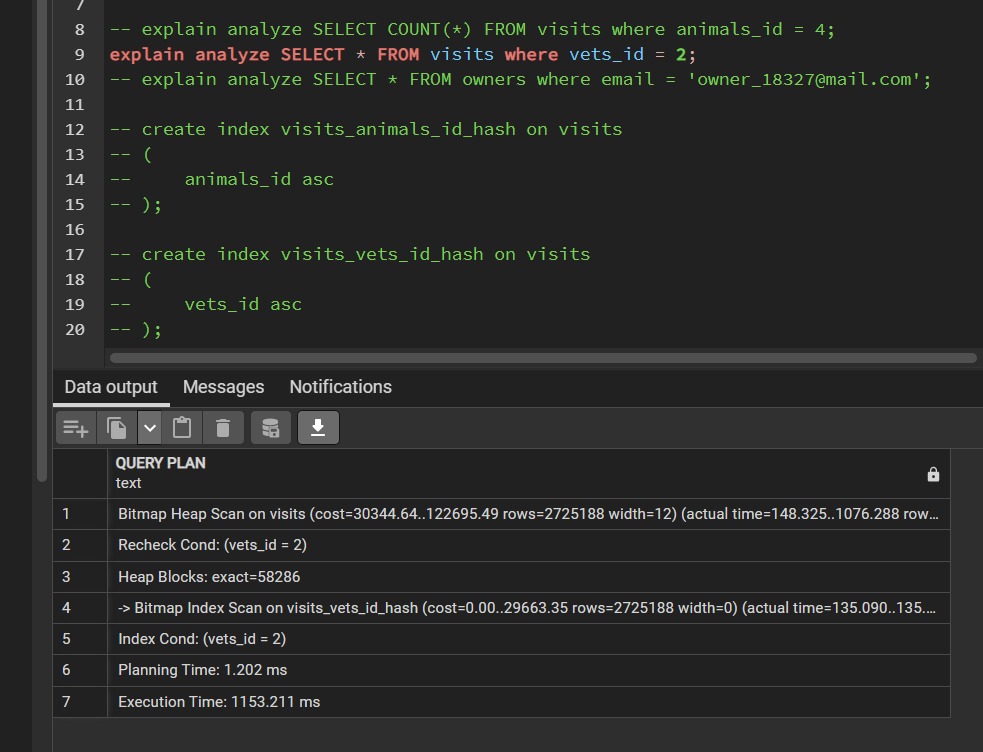 7
8 -- explain analyze SELECT COUNT(*) FROM visits where animals_id = 4;
9 explain analyze SELECT * FROM visits where vets_id = 2;
10 -- explain analyze SELECT * FROM owners where email = 'owner_18327@mail.com';
11
12 -- create index visits_animals_id_hash on visits
13 -- (
14 --     animals_id asc
15 -- );
16
17 -- create index visits_vets_id_hash on visits
18 -- (
19 --     vets_id asc
20 -- );
Data output Messages Notifications
QUERY PLAN
text
1 Bitmap Heap Scan on visits (cost=30344.64..122695.49 rows=2725188 width=12) (actual time=148.325..1076.288 row...
2 Recheck Cond: (vets_id = 2)
3 Heap Blocks: exact=58286
4 -> Bitmap Index Scan on visits_vets_id_hash (cost=0.00..29663.35 rows=2725188 width=0) (actual time=135.090..135....
5 Index Cond: (vets_id = 2)
6 Planning Time: 1.202 ms
7 Execution Time: 1153.211 ms